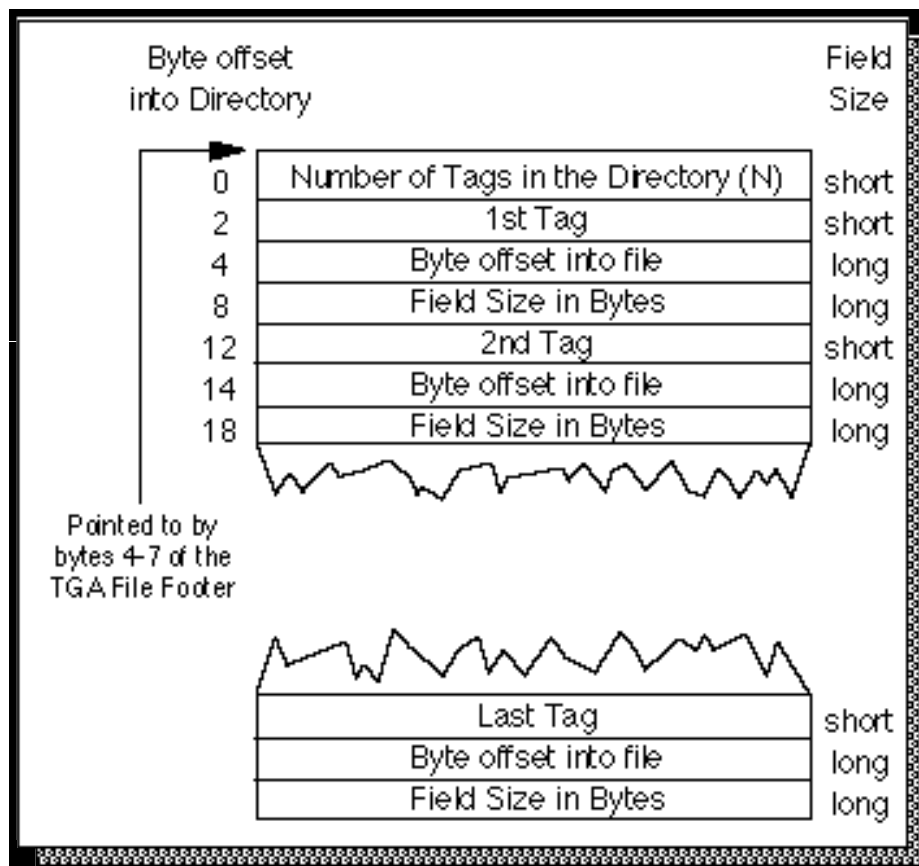 Byte offset
into Directory
Field
Size
0 Number of Tags in the Directory (N) short
2 1st Tag short
4 Byte offset into file long
8 Field Size in Bytes long
12 2nd Tag short
14 Byte offset into file long
18 Field Size in Bytes long
Pointed to by
bytes 4-7 of the
TGA File Footer
Last Tag short
Byte offset into file long
Field Size in Bytes long